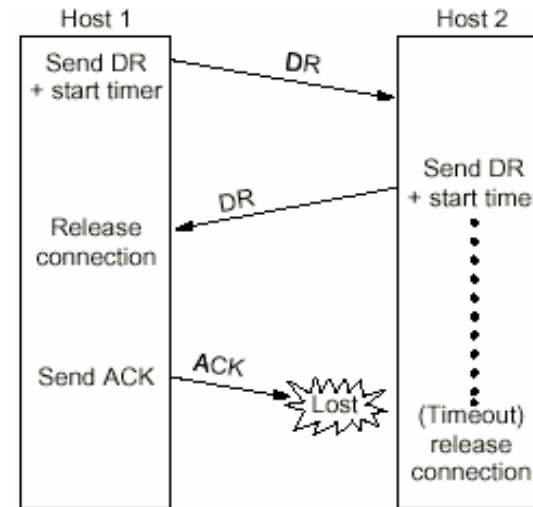 Host 1
Host 2
Send DR
+ start timer
DR
Send DR
+ start timer
DR
Release
connection
Send ACK
ACK
Lost
(Timeout)
release
connection